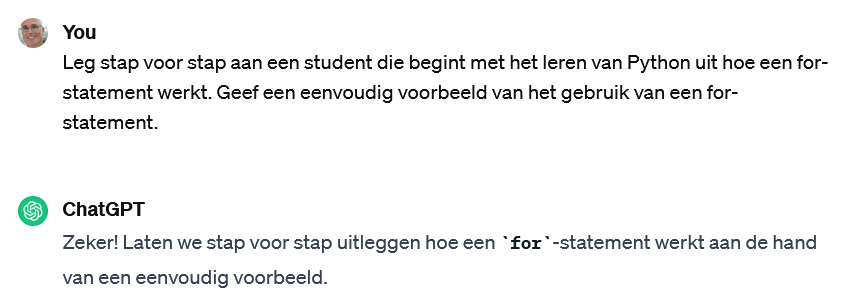 You
Leg stap voor stap aan een student die begint met het leren van Python uit hoe een for-
statement werkt. Geef een eenvoudig voorbeeld van het gebruik van een for-
statement.
ChatGPT
Zeker! Laten we stap voor stap uitleggen hoe een `for`-statement werkt aan de hand
van een eenvoudig voorbeeld.